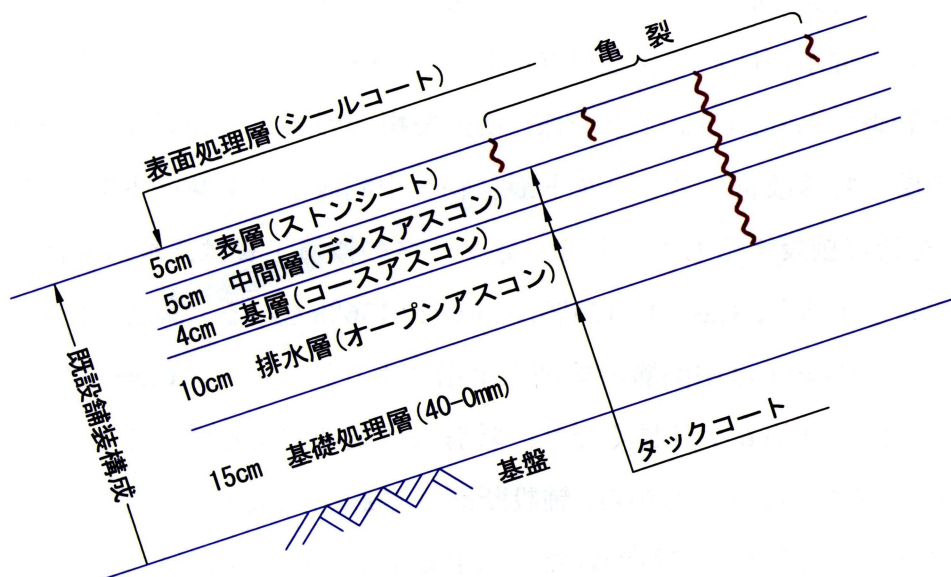 亀裂
表面処理層(シールコート)
5cm 表層(ストンシート)
5cm 中間層(デンスアスコン)
4cm 基層(コースアスコン)
10cm 排水層(オープンアスコン)
15cm 基礎処理層(40-0mm)
既設舗装構成
基盤
タックコート